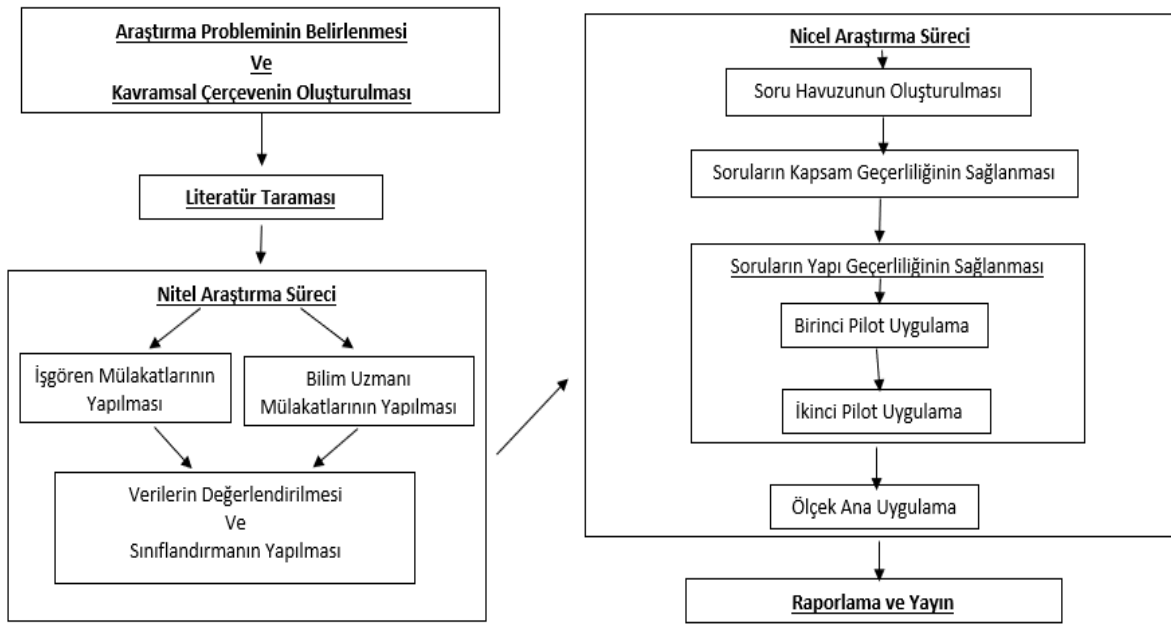 Araştırma Probleminin Belirlenmesi
Ve
Kavramsal Çerçevenin Oluşturulması
Literatür Taraması
Nitel Araştırma Süreci
İşgören Mülakatlarının
Yapılması
Bilim Uzmanı
Mülakatlarının Yapılması
Verilerin Değerlendirilmesi
Ve
Sınıflandırmanın Yapılması
Nicel Araştırma Süreci
Soru Havuzunun Oluşturulması
Soruların Kapsam Geçerliliğinin Sağlanması
Soruların Yapı Geçerliliğinin Sağlanması
Birinci Pilot Uygulama
İkinci Pilot Uygulama
Ölçek Ana Uygulama
Raporlama ve Yayın